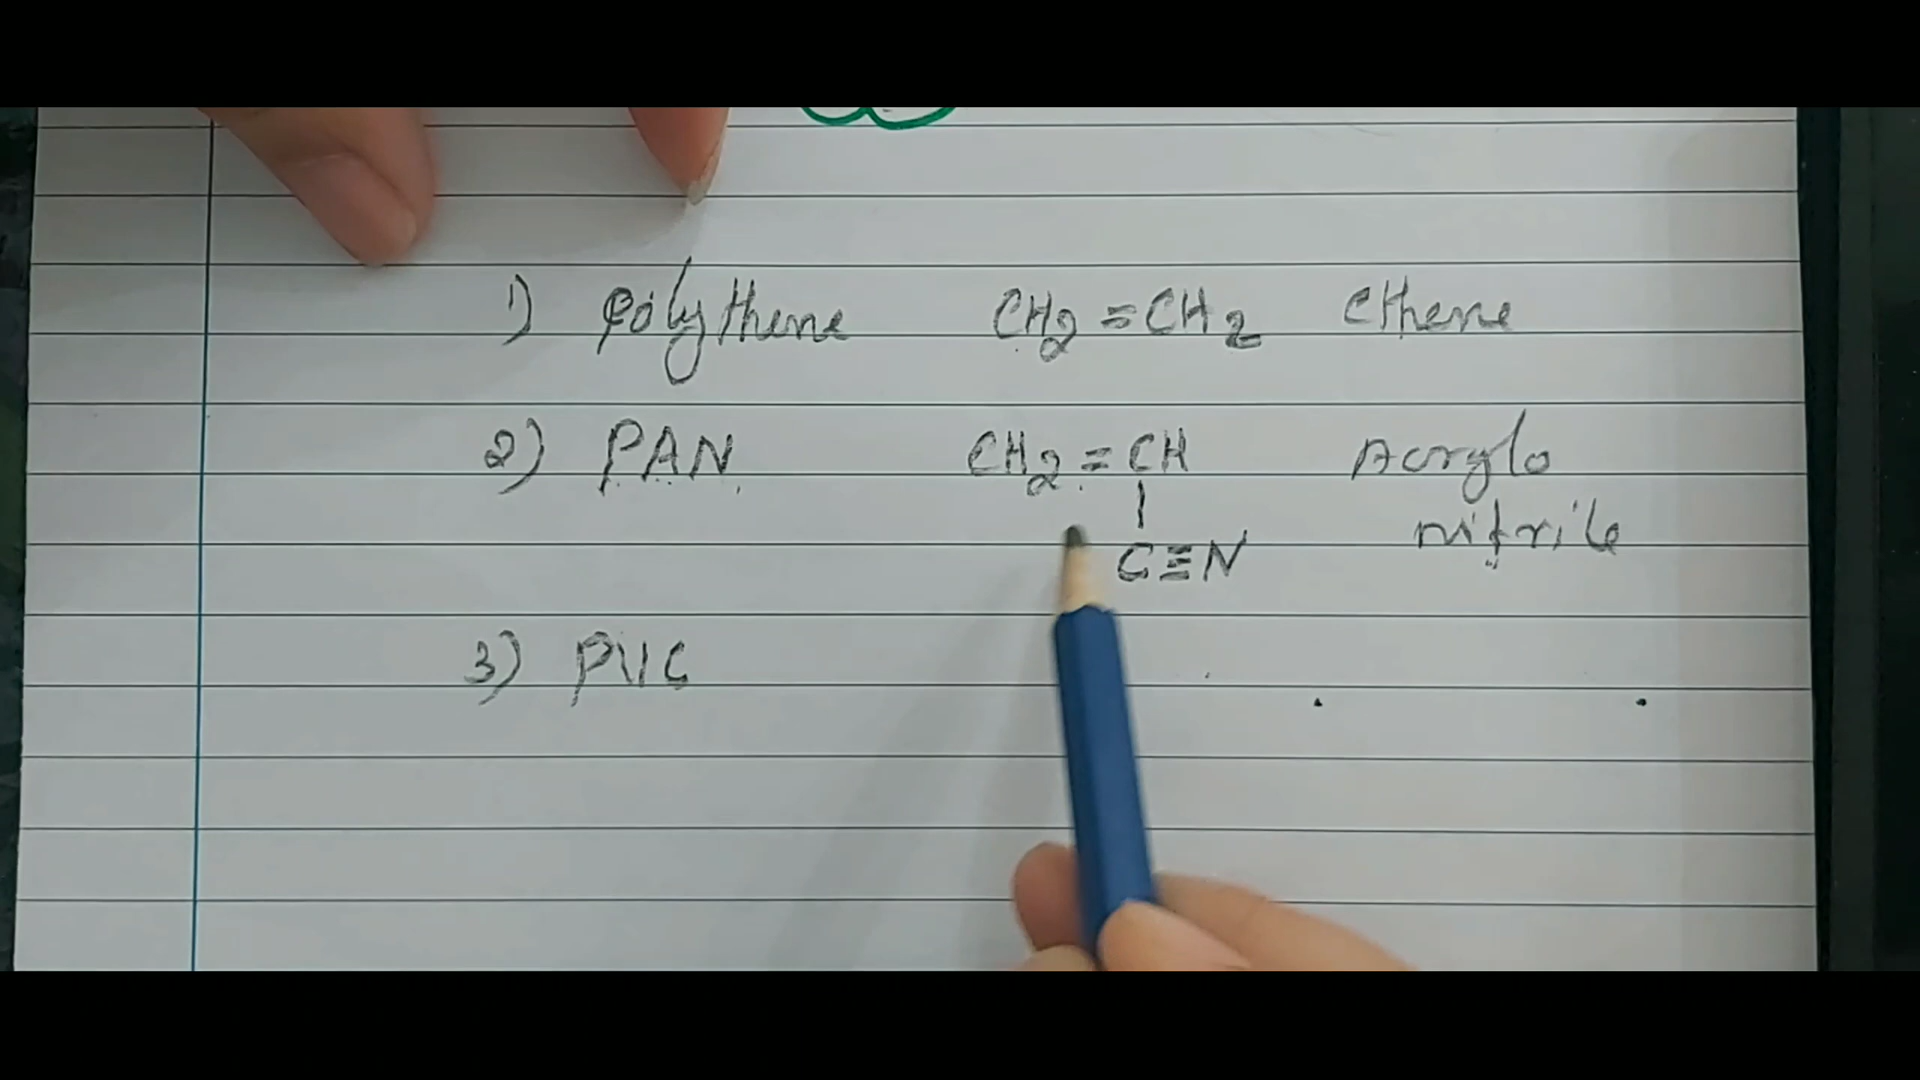 1) Polythene CH2=CH2 Ethene
2) PAN CH2=CH Acrylo
| nitrile
C≡N
3) PVC